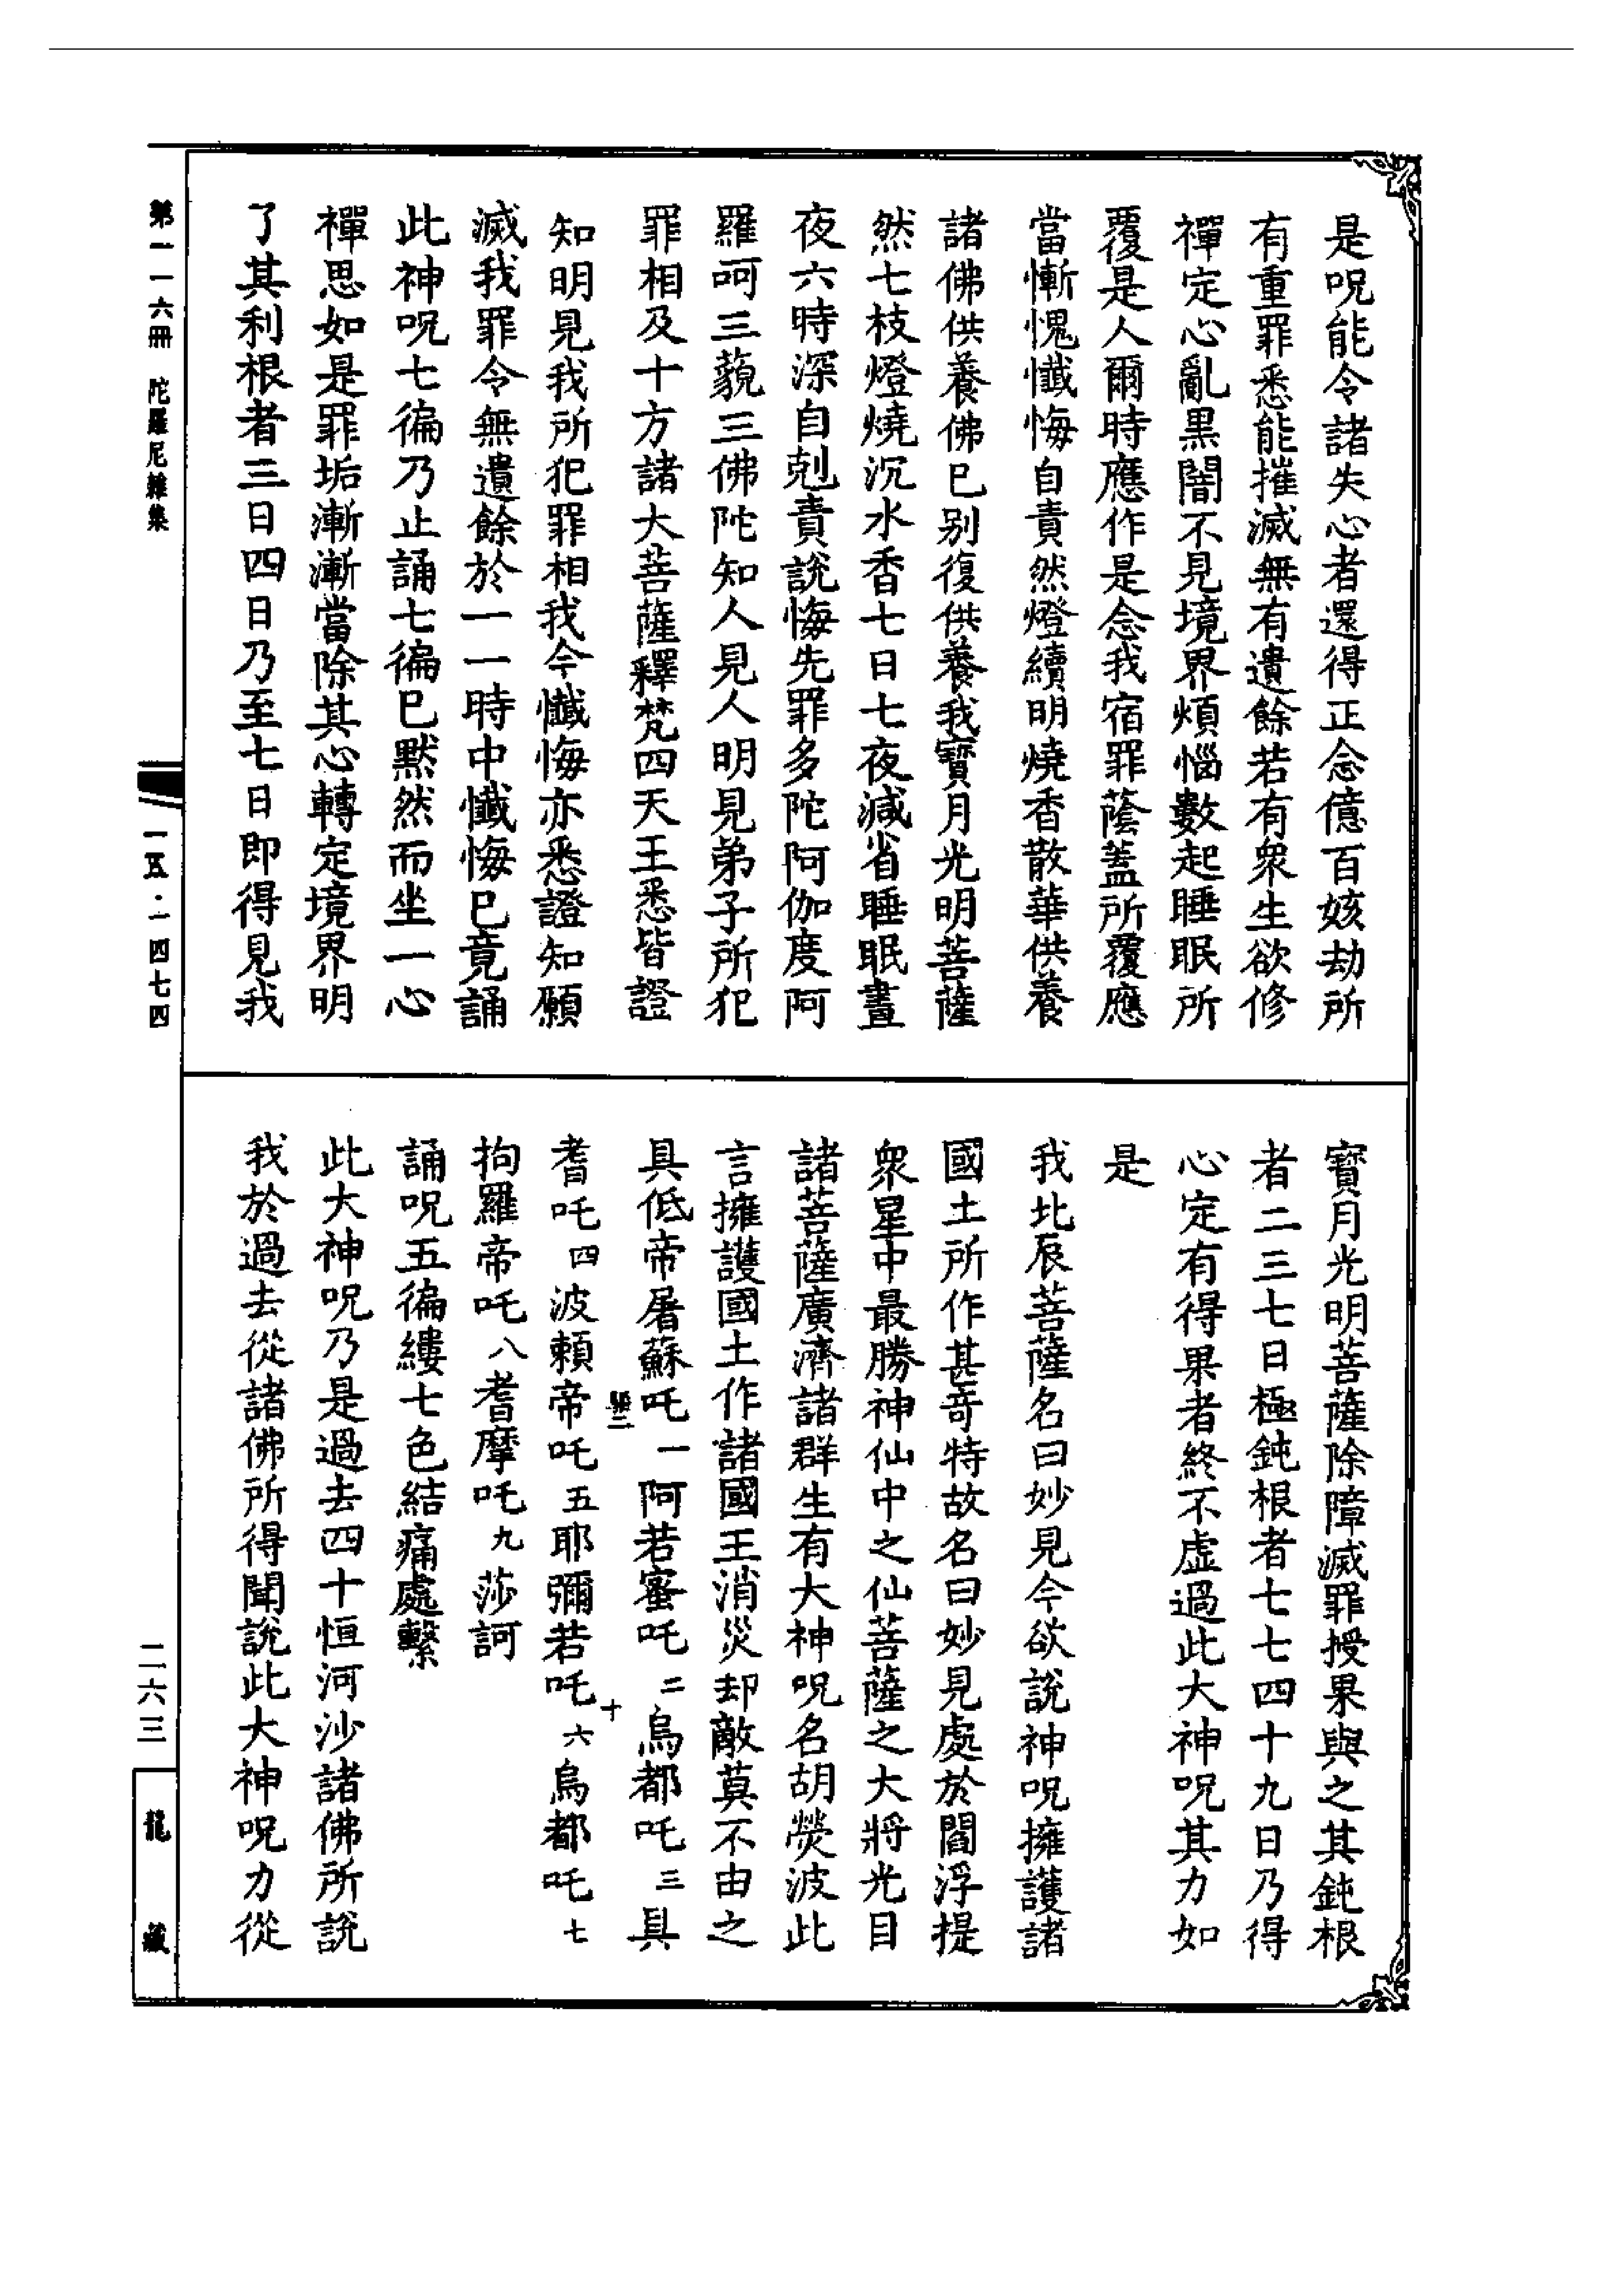 是呪能令諸失心者還得正念億百姟劫所
有重罪悉能摧滅無有遺餘若有衆生欲修
禪定心亂黒闇不見境界煩惱數起睡眠所
覆是人爾時應作是念我宿罪蔭蓋所覆應
當慚愧懺悔自責然燈續明燒香散華供養
諸佛供養佛已别復供養我寶月光明菩薩
然七枝燈燒沉水香七日七夜減省睡眠晝
夜六時深自剋責說悔先罪多陀阿伽度阿
羅呵三藐三佛陀知人見人明見弟子所犯
罪相及十方諸大菩薩釋梵四天王悉皆證
知明見我所犯罪相我今懺悔亦悉證知願
滅我罪令無遺餘於一一時中懺悔巳竟誦
此神呪七徧乃止誦七徧巳默然而坐一心
禪思如是罪垢漸漸當除其心轉定境界明
了其利根者三日四日乃至七日即得見我
寶月光明菩薩除障滅罪授果與之其鈍根
者二三七日極鈍根者七七四十九日乃得
心定有得果者終不虛過此大神呪其力如
是
我北辰菩薩名曰妙見今欲說神呪擁護諸
國土所作甚奇特故名曰妙見處於閻浮提
衆星中最勝神仙中之仙菩薩之大將光目
諸菩薩廣濟諸群生有大神呪名胡㷀波此
言擁護國土作諸國王消災却敵莫不由之
具低帝屠蘇吒一阿若蜜吒二烏都吒三具
耆吒四波頼帝吒五耶彌若吒六烏都吒七
拘羅帝吒八耆摩吒九莎訶
誦呪五徧縷七色結痛處繫
此大神呪乃是過去四十恒河沙諸佛所說
我於過去從諸佛所得聞說此大神呪力從
第一一六冊 陀羅尼雜集
一五·一四七四
二六三
龍藏
十